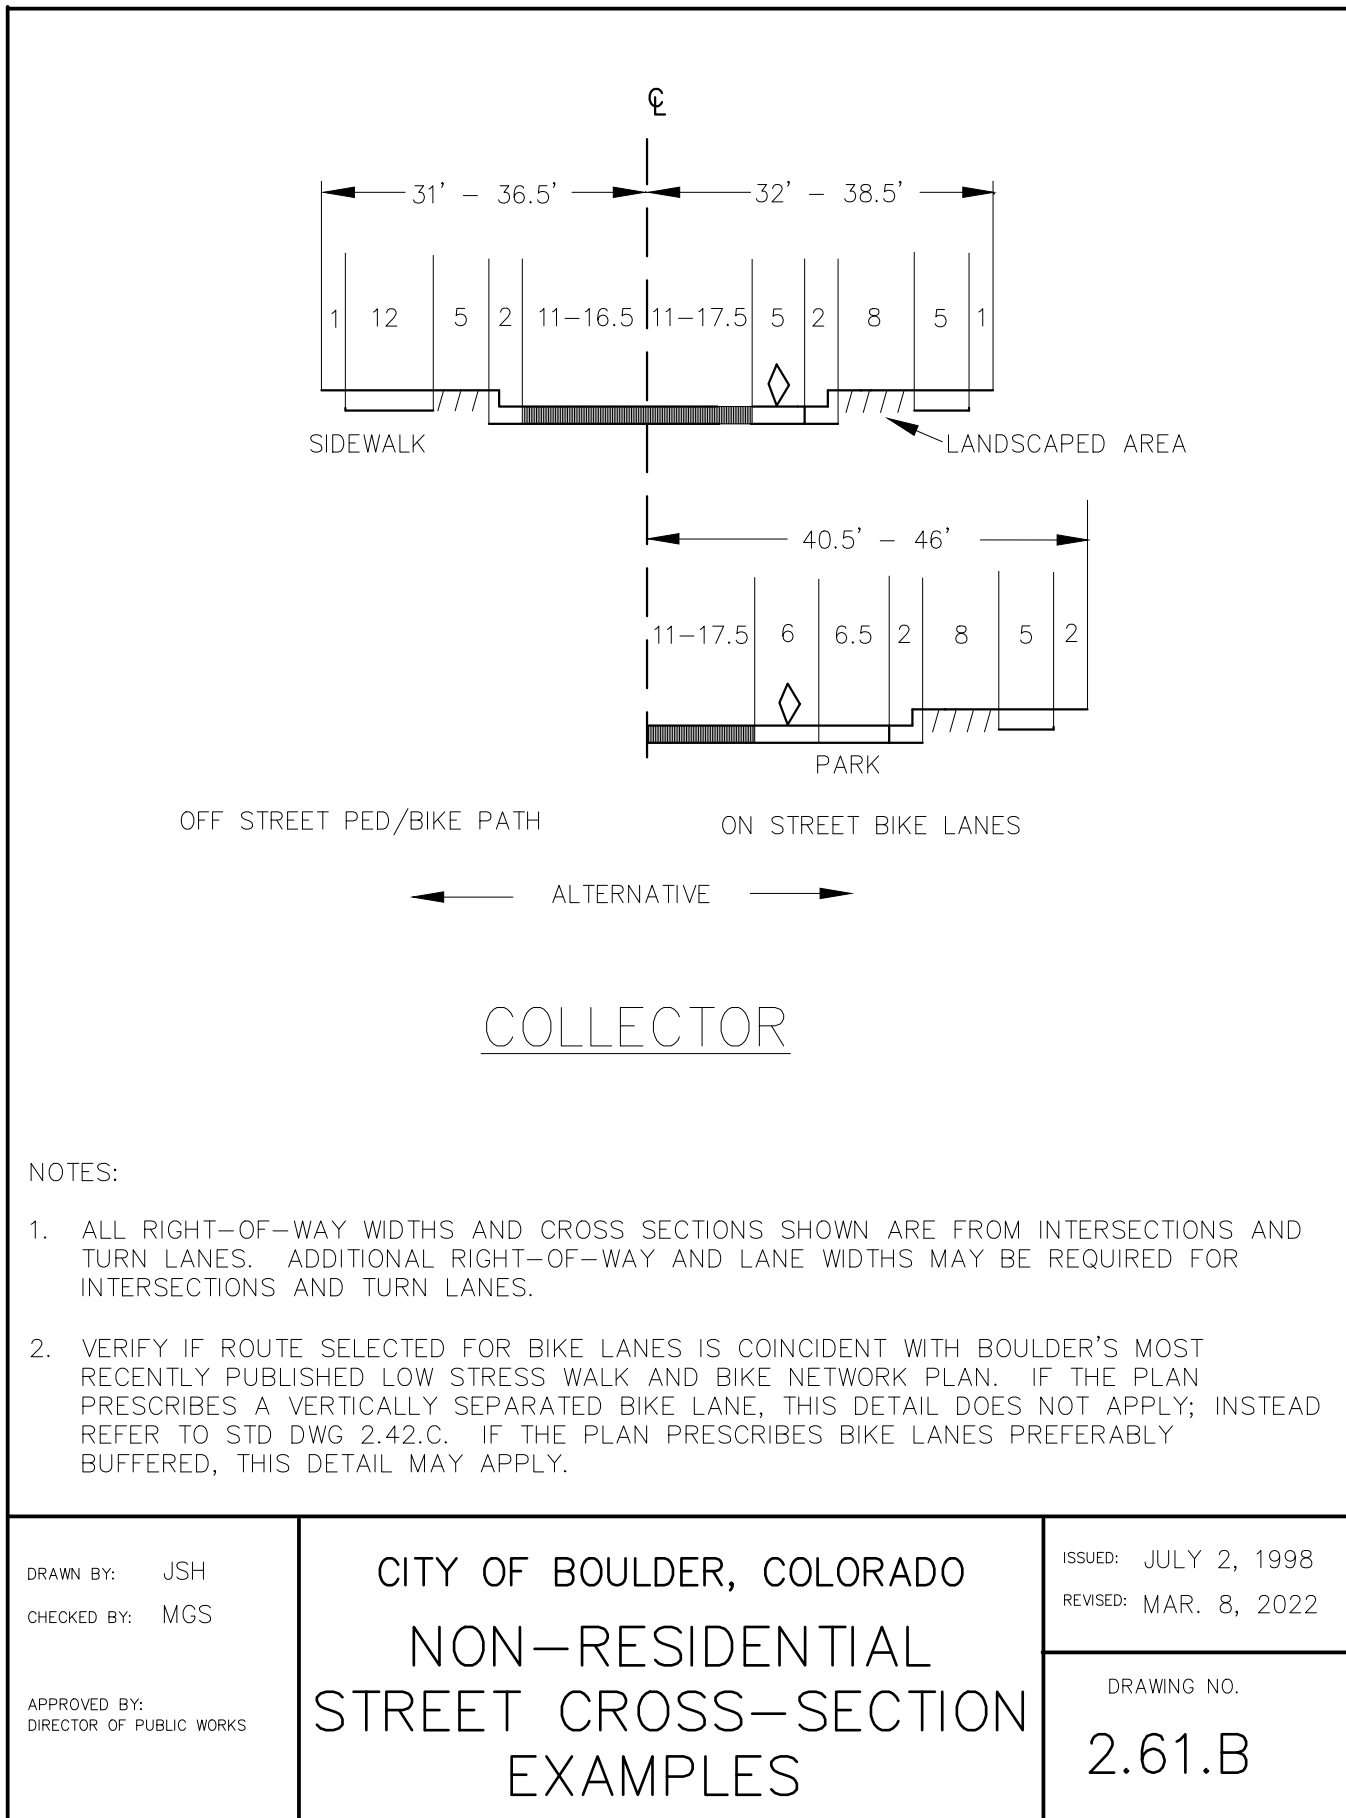 ℄
31' – 36.5' 32' – 38.5'
1 12 5 2 11–16.5 11–17.5 5 2 8 5 1
SIDEWALK LANDSCAPED AREA
40.5' – 46'
11–17.5 6 6.5 2 8 5 2
PARK
OFF STREET PED/BIKE PATH ON STREET BIKE LANES
ALTERNATIVE
COLLECTOR
NOTES:
1. ALL RIGHT–OF–WAY WIDTHS AND CROSS SECTIONS SHOWN ARE FROM INTERSECTIONS AND
TURN LANES. ADDITIONAL RIGHT–OF–WAY AND LANE WIDTHS MAY BE REQUIRED FOR
INTERSECTIONS AND TURN LANES.
2. VERIFY IF ROUTE SELECTED FOR BIKE LANES IS COINCIDENT WITH BOULDER'S MOST
RECENTLY PUBLISHED LOW STRESS WALK AND BIKE NETWORK PLAN. IF THE PLAN
PRESCRIBES A VERTICALLY SEPARATED BIKE LANE, THIS DETAIL DOES NOT APPLY; INSTEAD
REFER TO STD DWG 2.42.C. IF THE PLAN PRESCRIBES BIKE LANES PREFERABLY
BUFFERED, THIS DETAIL MAY APPLY.
DRAWN BY: JSH
CHECKED BY: MGS
APPROVED BY:
DIRECTOR OF PUBLIC WORKS
CITY OF BOULDER, COLORADO
NON–RESIDENTIAL
STREET CROSS–SECTION
EXAMPLES
ISSUED: JULY 2, 1998
REVISED: MAR. 8, 2022
DRAWING NO.
2.61.B